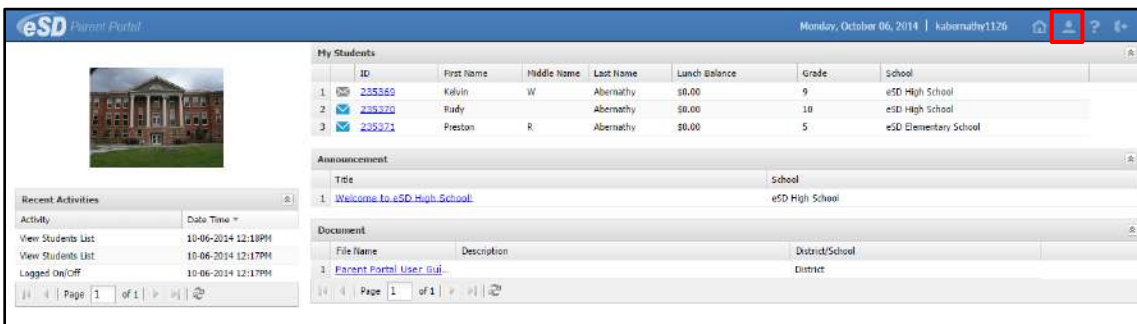 eSD Parent Portal
Monday, October 06, 2014 | kabernathy1126 ?
My Students
ID First Name Middle Name Last Name Lunch Balance Grade School
1 235369 Kelvin W Abernathy $0.00 9 eSD High School
2 235370 Rudy Abernathy $0.00 10 eSD High School
3 235371 Preston R Abernathy $0.00 5 eSD Elementary School
Announcement
Title School
1 Welcome to eSD High School! eSD High School
Recent Activities
Activity Date Time
View Students List 10-06-2014 12:18PM
View Students List 10-06-2014 12:17PM
Logged On/Off 10-06-2014 12:17PM
Page 1 of 1
Document
File Name Description District/School
1 Parent Portal User Gui... District
Page 1 of 1